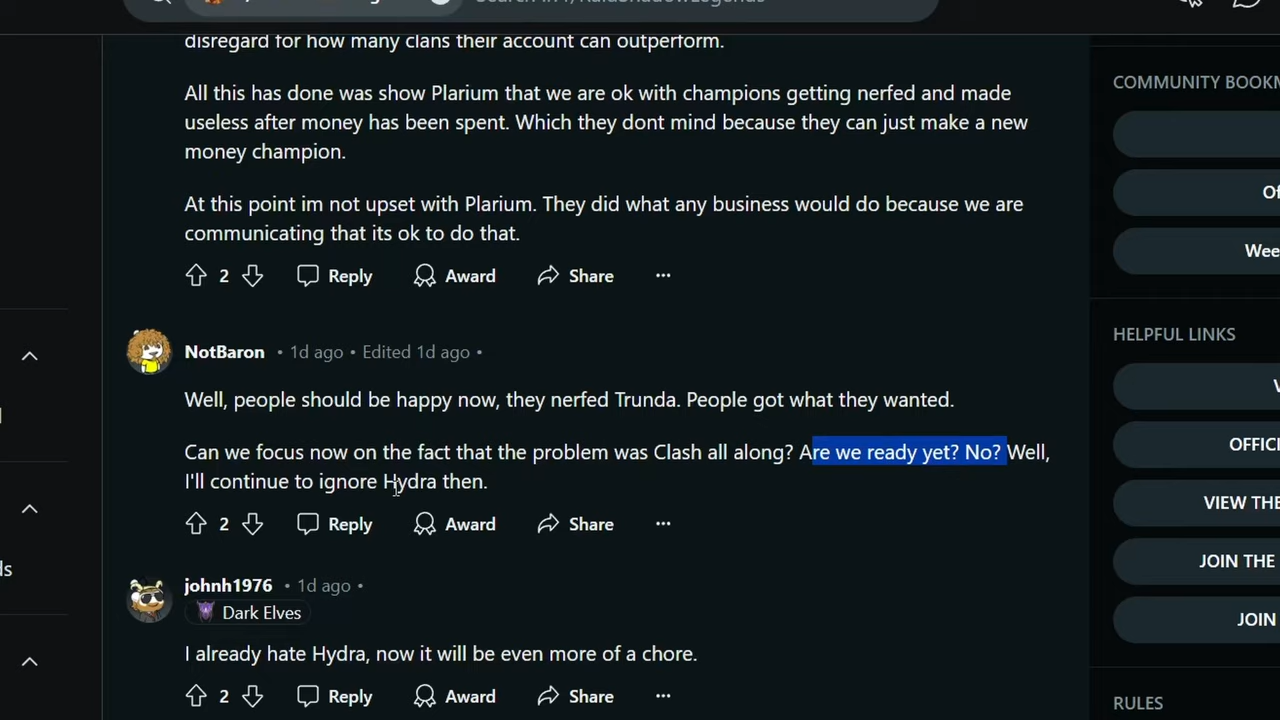 disregard for how many clans their account can outperform.
All this has done was show Plarium that we are ok with champions getting nerfed and made
useless after money has been spent. Which they dont mind because they can just make a new
money champion.
At this point im not upset with Plarium. They did what any business would do because we are
communicating that its ok to do that.
2 Reply Award Share
NotBaron • 1d ago • Edited 1d ago •
Well, people should be happy now, they nerfed Trunda. People got what they wanted.
Can we focus now on the fact that the problem was Clash all along? Are we ready yet? No? Well,
I'll continue to ignore Hydra then.
2 Reply Award Share
johnh1976 • 1d ago •
Dark Elves
I already hate Hydra, now it will be even more of a chore.
2 Reply Award Share
COMMUNITY BOOKM
Of
Wee
HELPFUL LINKS
V
OFFIC
VIEW THE
JOIN THE
JOIN
RULES
ds